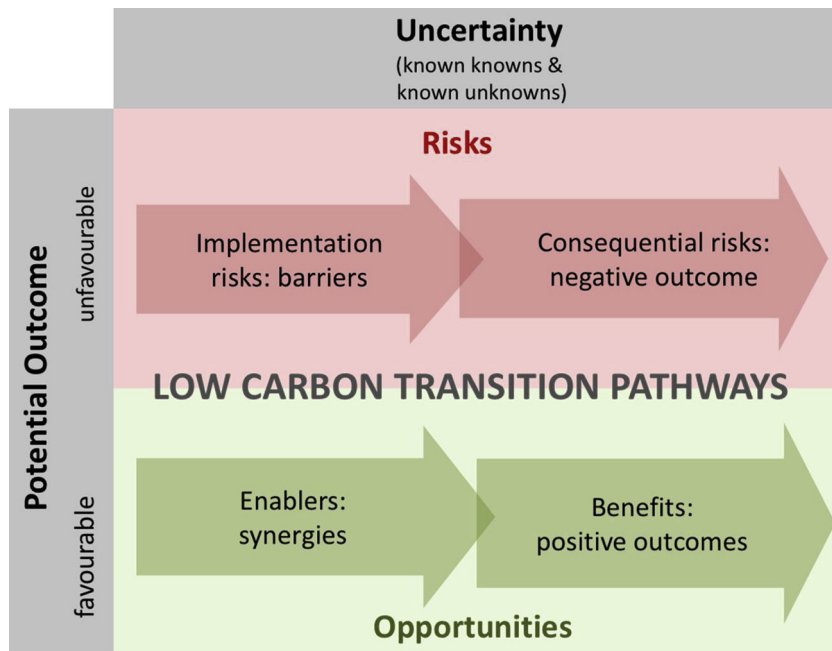 Uncertainty
(known knowns &
known unknowns)
Potential Outcome
unfavourable
favourable
Risks
Implementation
risks: barriers
Consequential risks:
negative outcome
LOW CARBON TRANSITION PATHWAYS
Enablers:
synergies
Benefits:
positive outcomes
Opportunities